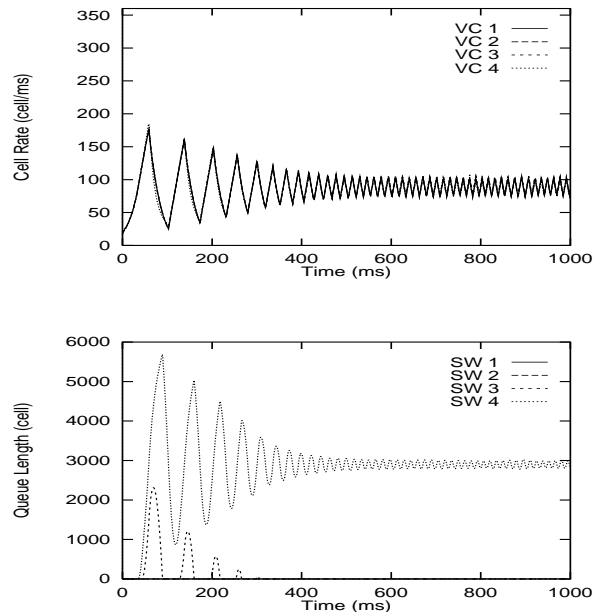 350
300
250
200
150
100
50
0
Cell Rate (cell/ms)
VC 1
VC 2
VC 3
VC 4
0 200 400 600 800 1000
Time (ms)
6000
5000
4000
3000
2000
1000
0
Queue Length (cell)
SW 1
SW 2
SW 3
SW 4
0 200 400 600 800 1000
Time (ms)